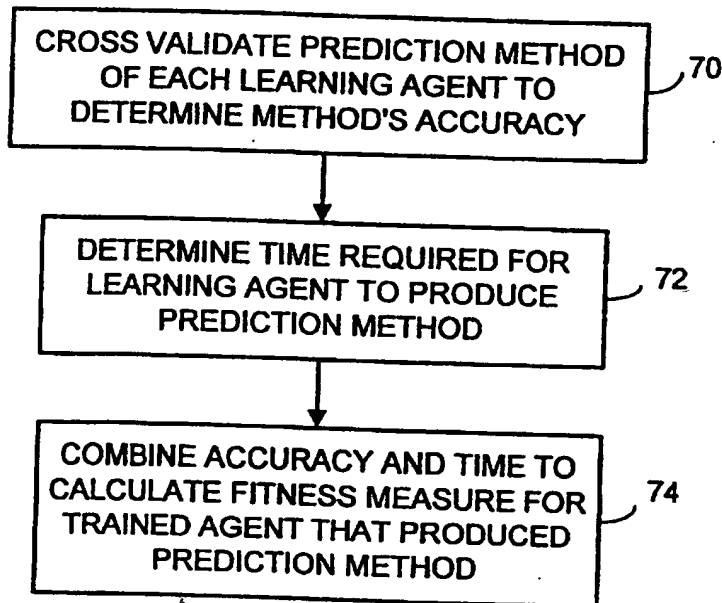 CROSS VALIDATE PREDICTION METHOD
OF EACH LEARNING AGENT TO
DETERMINE METHOD'S ACCURACY
70
DETERMINE TIME REQUIRED FOR
LEARNING AGENT TO PRODUCE
PREDICTION METHOD
72
COMBINE ACCURACY AND TIME TO
CALCULATE FITNESS MEASURE FOR
TRAINED AGENT THAT PRODUCED
PREDICTION METHOD
74